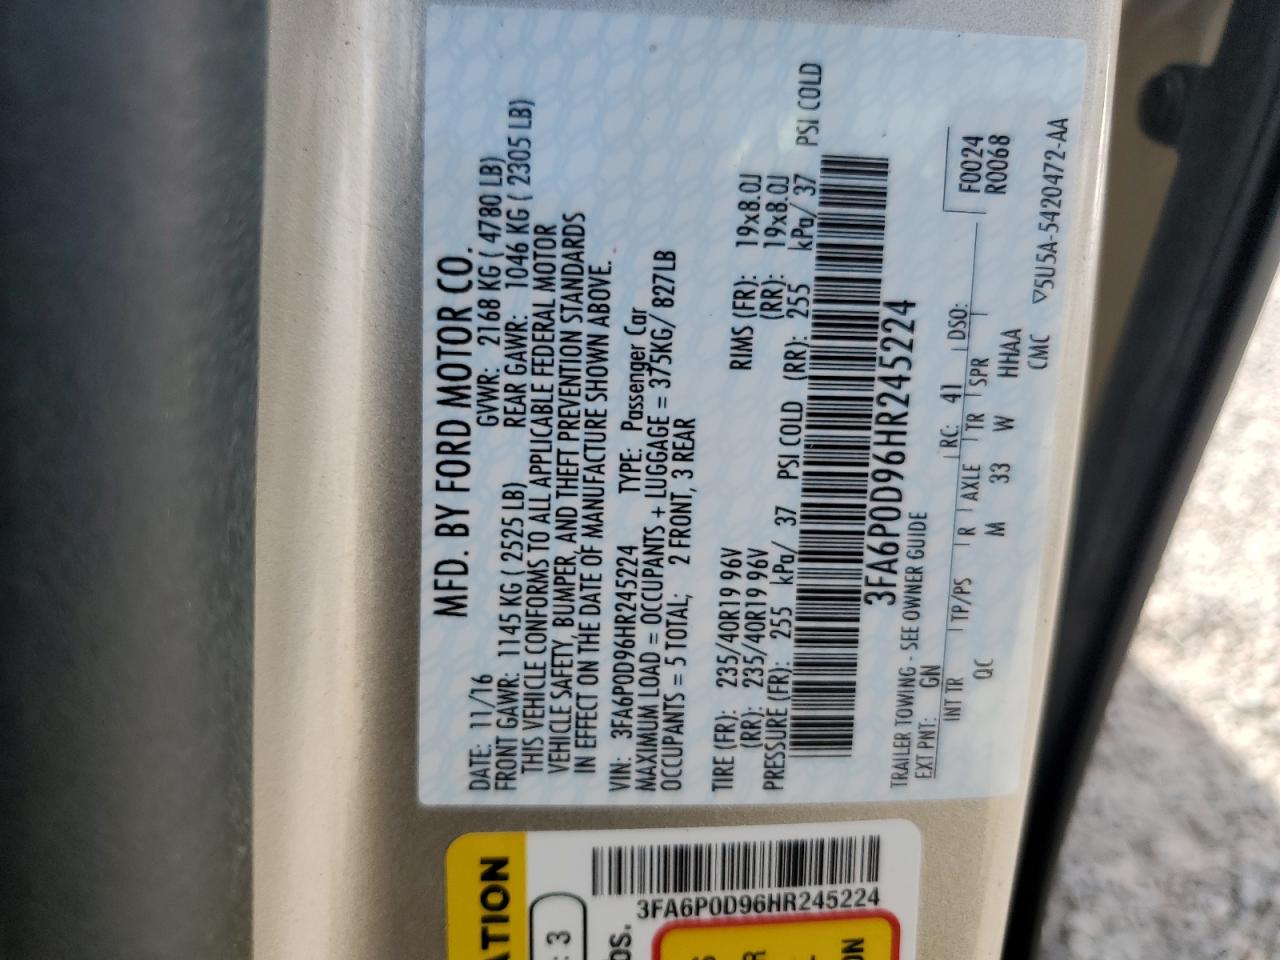 MFD. BY FORD MOTOR CO.
DATE: 11/16 GVWR: 2168 KG ( 4780 LB)
FRONT GAWR: 1145 KG ( 2525 LB) REAR GAWR: 1046 KG ( 2305 LB)
THIS VEHICLE CONFORMS TO ALL APPLICABLE FEDERAL MOTOR
VEHICLE SAFETY, BUMPER, AND THEFT PREVENTION STANDARDS
IN EFFECT ON THE DATE OF MANUFACTURE SHOWN ABOVE.
VIN: 3FA6P0D96HR245224 TYPE: Passenger Car
MAXIMUM LOAD = OCCUPANTS + LUGGAGE = 375KG/ 827LB
OCCUPANTS = 5 TOTAL; 2 FRONT, 3 REAR
TIRE (FR): 235/40R19 96V RIMS (FR): 19x8.0J
(RR): 235/40R19 96V (RR): 19x8.0J
PRESSURE (FR): 255 kPa/ 37 PSI COLD (RR): 255 kPa/ 37 PSI COLD
3FA6P0D96HR245224
TRAILER TOWING - SEE OWNER GUIDE
EXT PNT: GN RC: 41 DSO: F0024
INT TR TP/PS R AXLE TR SPR R0068
QC M 33 W HHAA
CMC ▽5U5A-5420472-AA
ATION
: 3
DS.
3FA6P0D96HR245224
S
R
ON